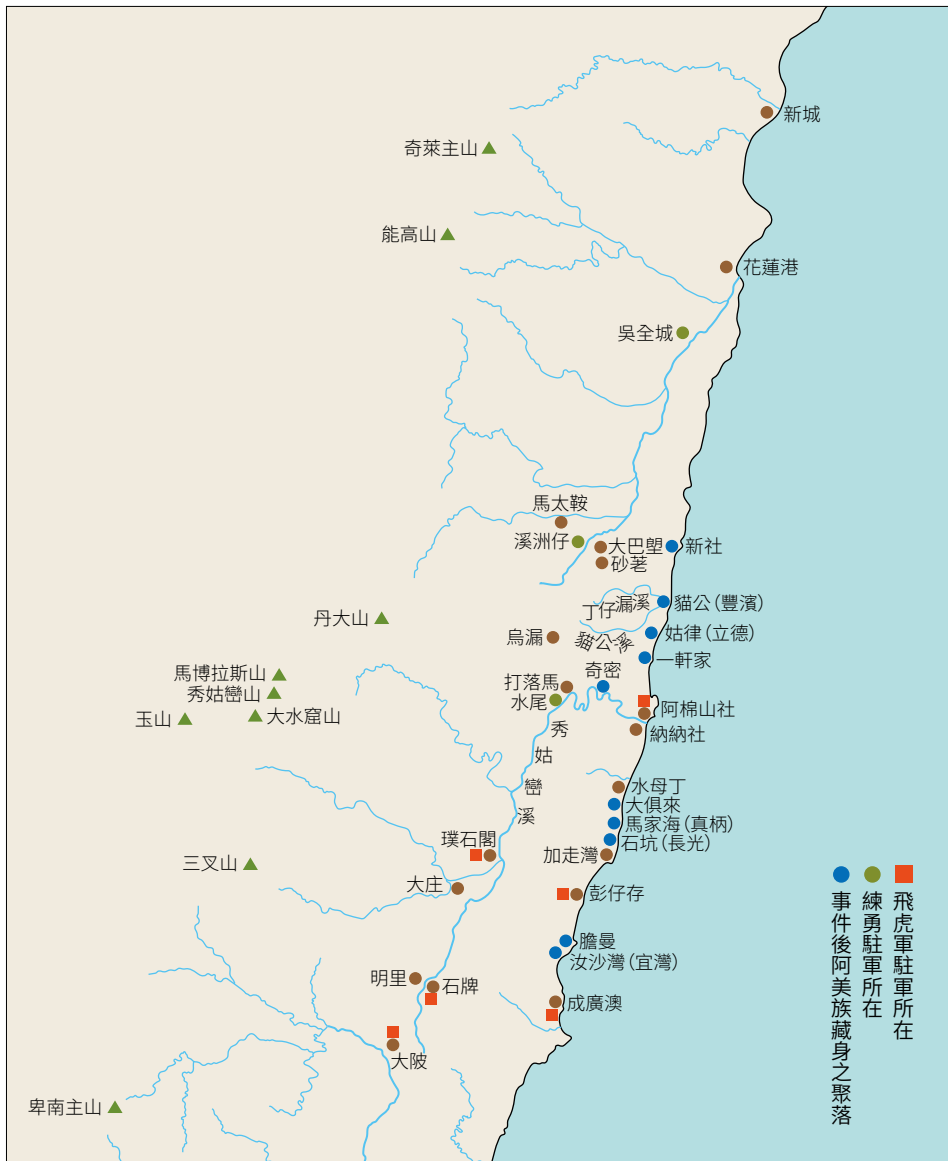 新城
奇萊主山
能高山
花蓮港
吳全城
馬太鞍
溪洲仔
大巴塱
砂荖
新社
丁仔漏溪
貓公（豐濱）
丹大山
烏漏
貓公溪
姑律（立德）
一軒家
奇密
馬博拉斯山
秀姑巒山
玉山
大水窟山
打落馬
水尾
阿棉山社
納納社
秀姑巒溪
水母丁
大俱來
馬家海（真柄）
石坑（長光）
加走灣
璞石閣
三叉山
大庄
彭仔存
膽曼
汝沙灣（宜灣）
明里
石牌
成廣澳
大陂
卑南主山
飛虎軍駐軍所在
練勇駐軍所在
事件後阿美族藏身之聚落